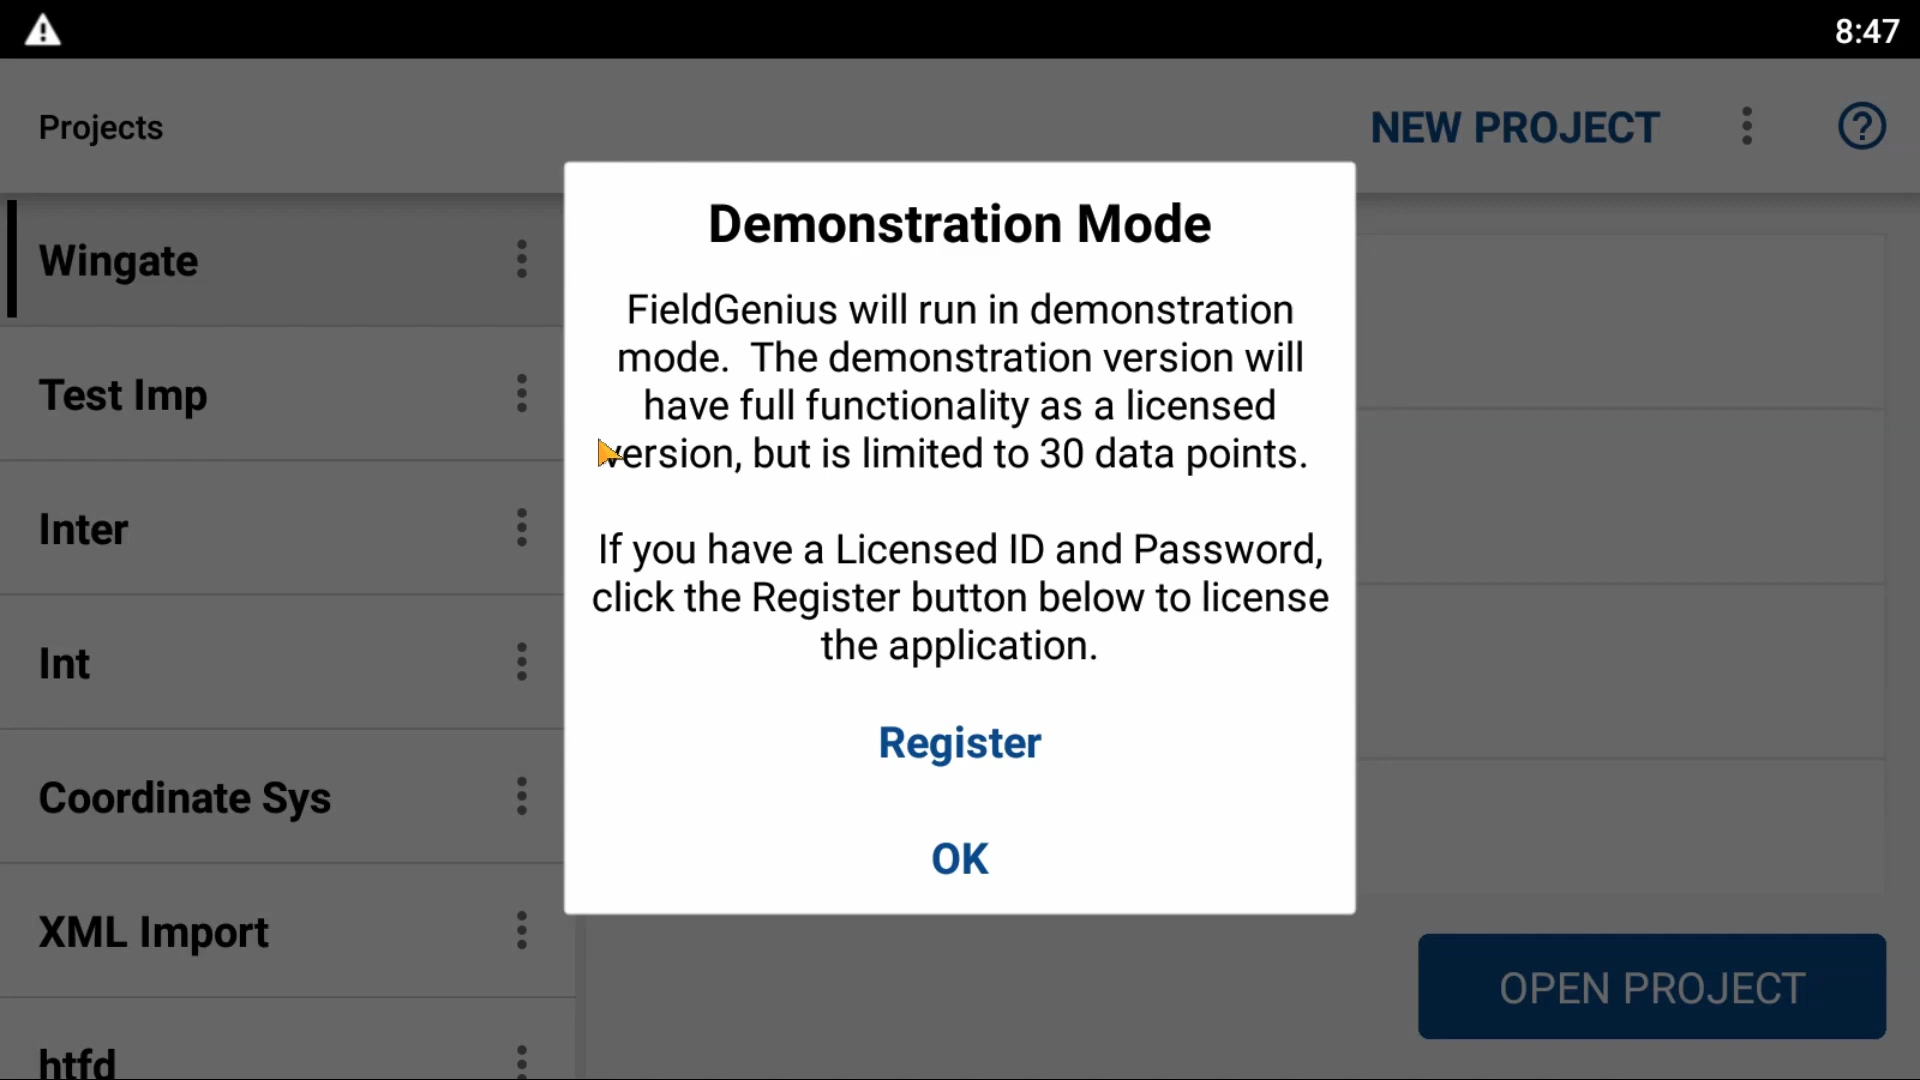 8:47
Projects
NEW PROJECT
Wingate
Test Imp
Inter
Int
Coordinate Sys
XML Import
htfd
Demonstration Mode
FieldGenius will run in demonstration
mode. The demonstration version will
have full functionality as a licensed
version, but is limited to 30 data points.
If you have a Licensed ID and Password,
click the Register button below to license
the application.
Register
OK
OPEN PROJECT